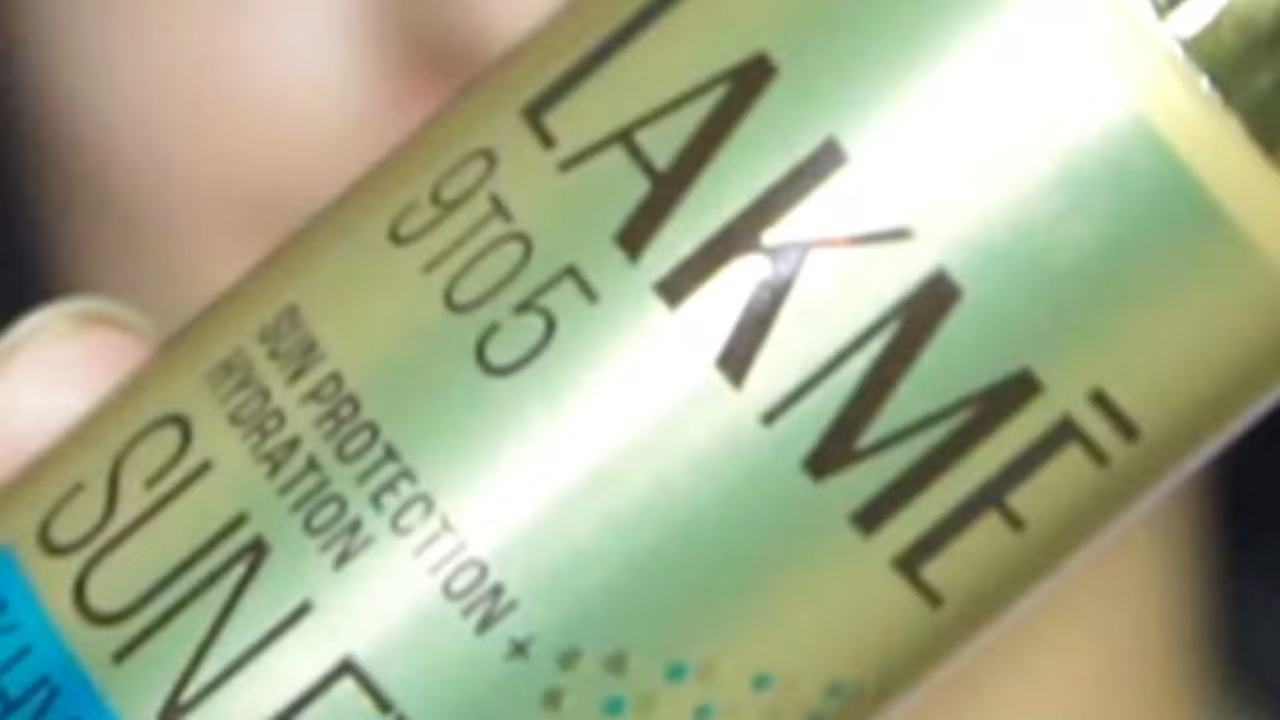 LAKMĒ
9TO5
SUN PROTECTION +
HYDRATION
SUN